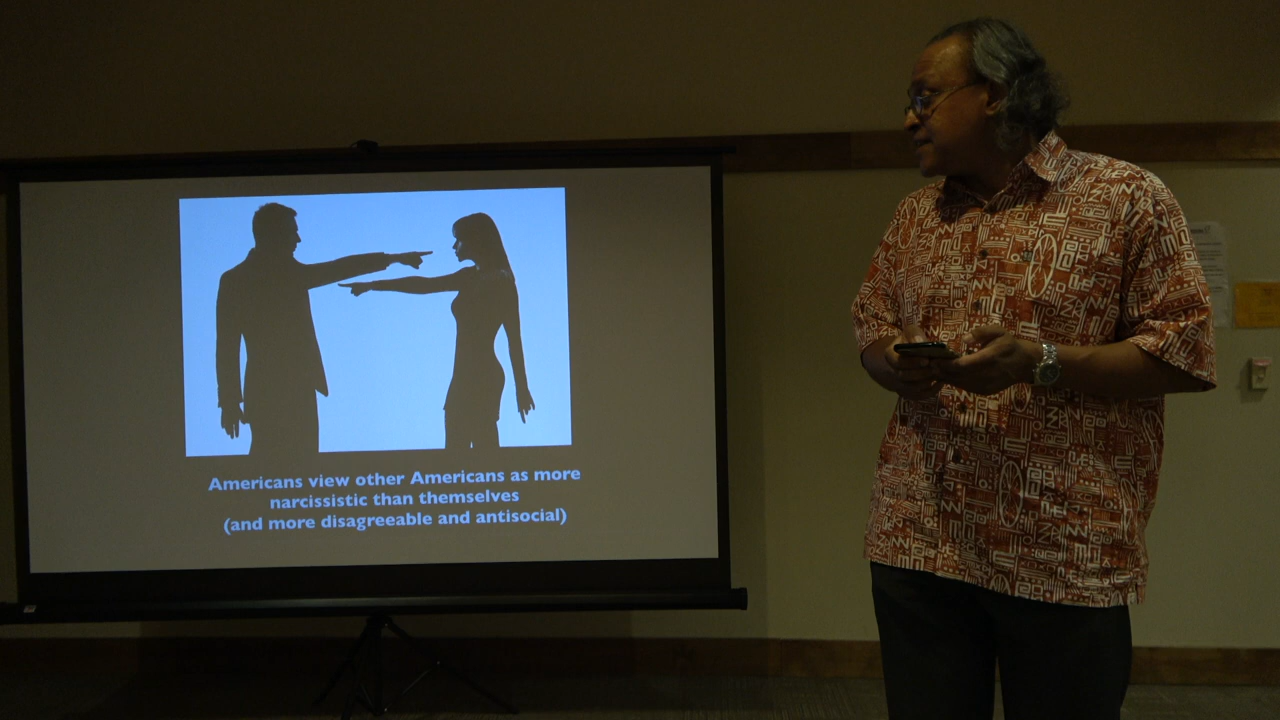 Americans view other Americans as more
narcissistic than themselves
(and more disagreeable and antisocial)